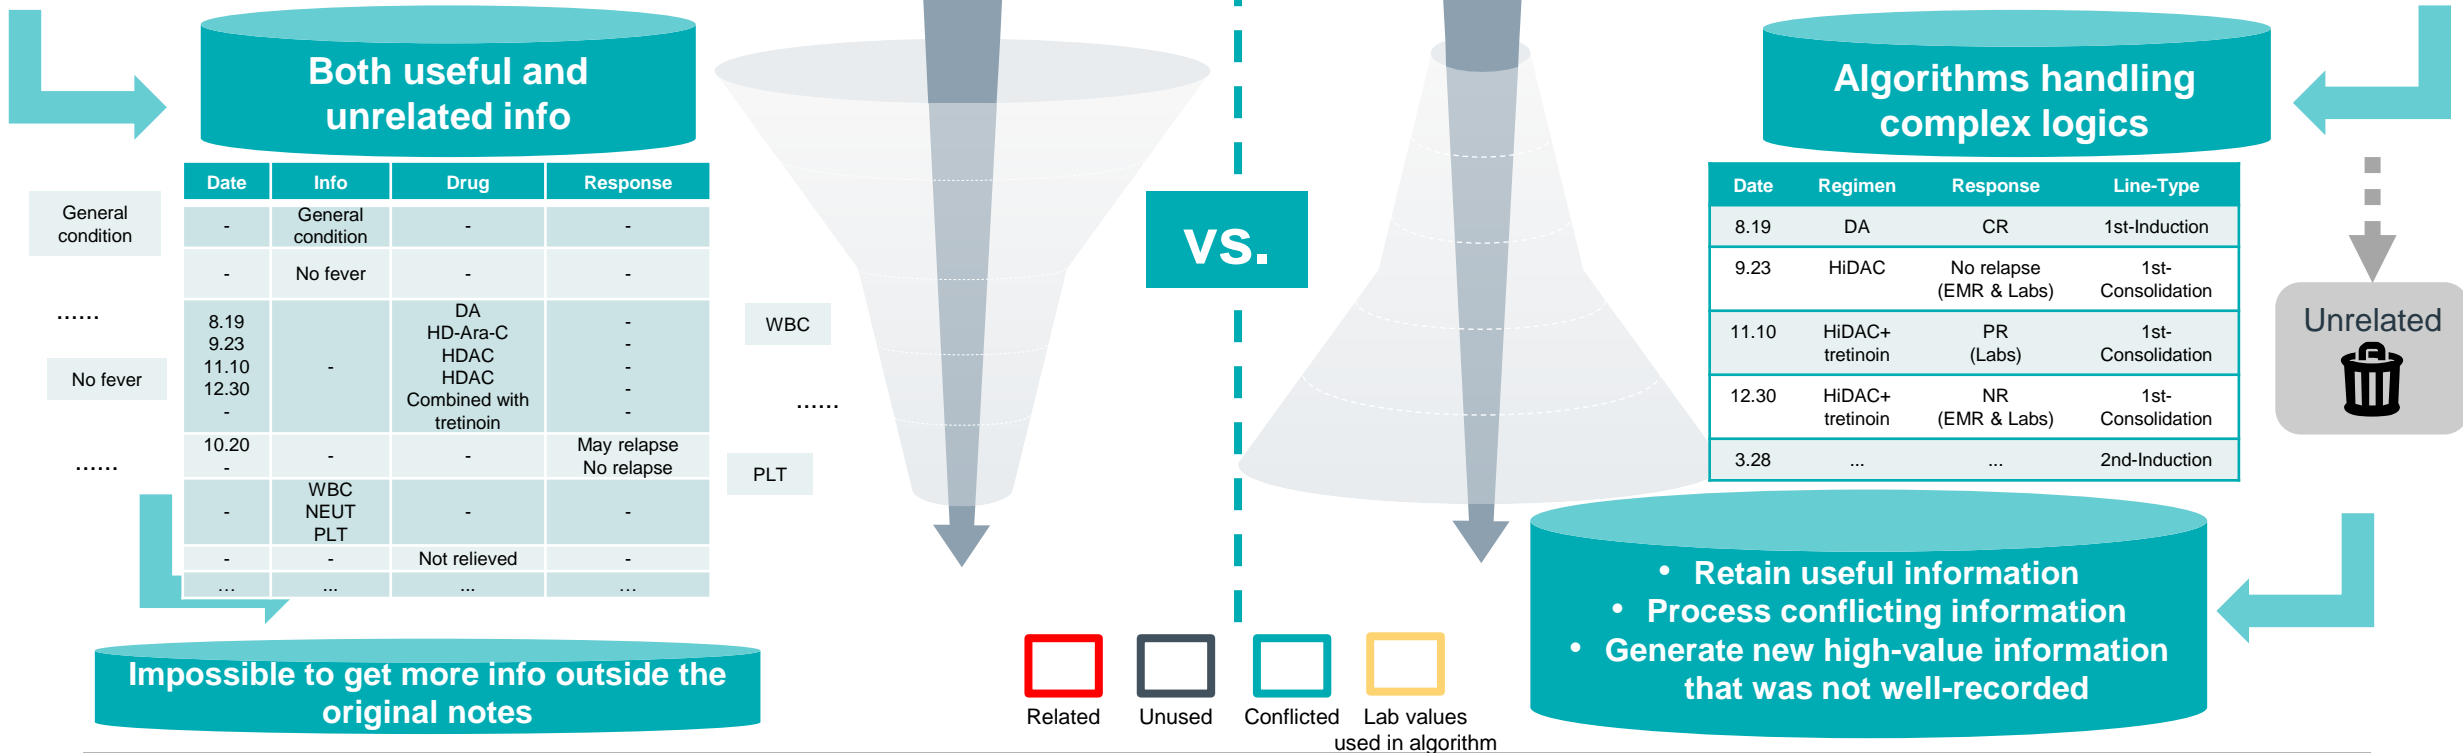 Both useful and
unrelated info
Date Info Drug Response
- General condition - -
- No fever - -
8.19 DA -
9.23 HD-Ara-C -
11.10 - HDAC -
12.30 HDAC -
- Combined with tretinoin -
10.20 - - May relapse
- No relapse
- WBC NEUT PLT - -
- - Not relieved -
... ... ... ...
General
condition
......
No fever
......
WBC
......
PLT
Impossible to get more info outside the
original notes
vs.
Algorithms handling
complex logics
Date Regimen Response Line-Type
8.19 DA CR 1st-Induction
9.23 HiDAC No relapse (EMR & Labs) 1st-Consolidation
11.10 HiDAC+ tretinoin PR (Labs) 1st-Consolidation
12.30 HiDAC+ tretinoin NR (EMR & Labs) 1st-Consolidation
3.28 ... ... 2nd-Induction
Unrelated
• Retain useful information
• Process conflicting information
• Generate new high-value information
that was not well-recorded
Related Unused Conflicted Lab values
used in algorithm